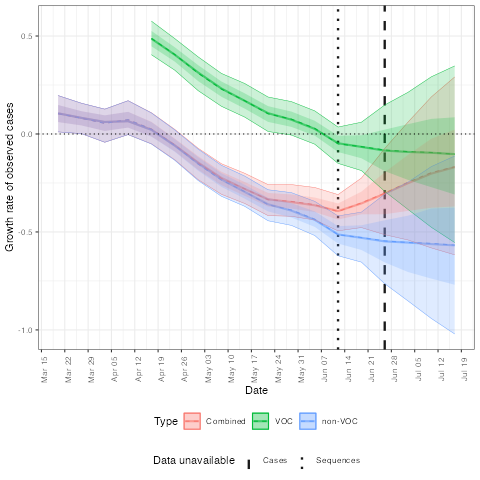 Growth rate of observed cases
0.5
0.0
-0.5
-1.0
Mar 15
Mar 22
Mar 29
Apr 05
Apr 12
Apr 19
Apr 26
May 03
May 10
May 17
May 24
May 31
Jun 07
Jun 14
Jun 21
Jun 28
Jul 05
Jul 12
Jul 19
Date
Type Combined VOC non-VOC
Data unavailable Cases Sequences